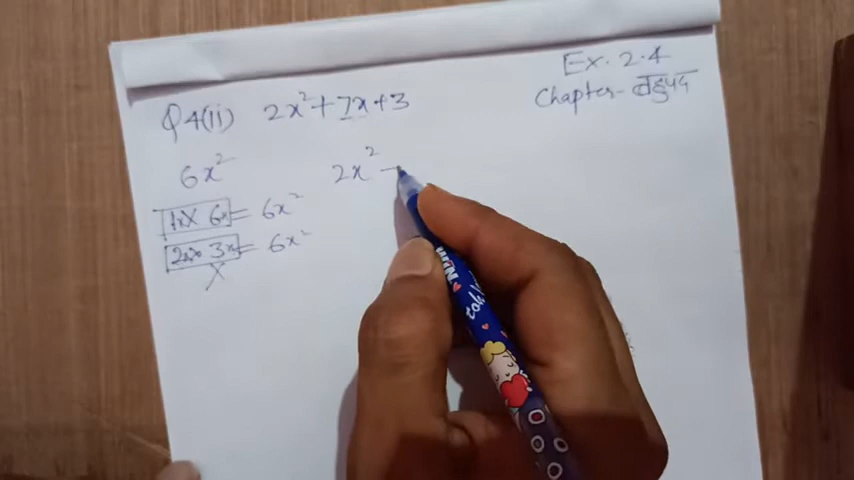 Ex. 2.4
Chapter- बहुपद
Q4(ii) 2x²+7x+3
6x²
1x× 6x = 6x²
2x× 3x = 6x²
X
2x² -